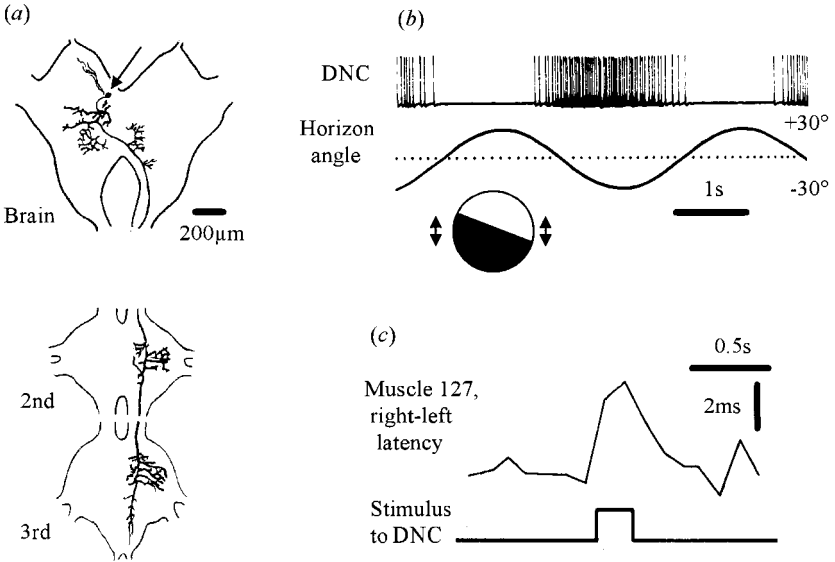 (a)
Brain
200µm
2nd
3rd
(b)
DNC
Horizon
angle
+30°
-30°
1s
(c)
0.5s
Muscle 127,
right-left
latency
2ms
Stimulus
to DNC